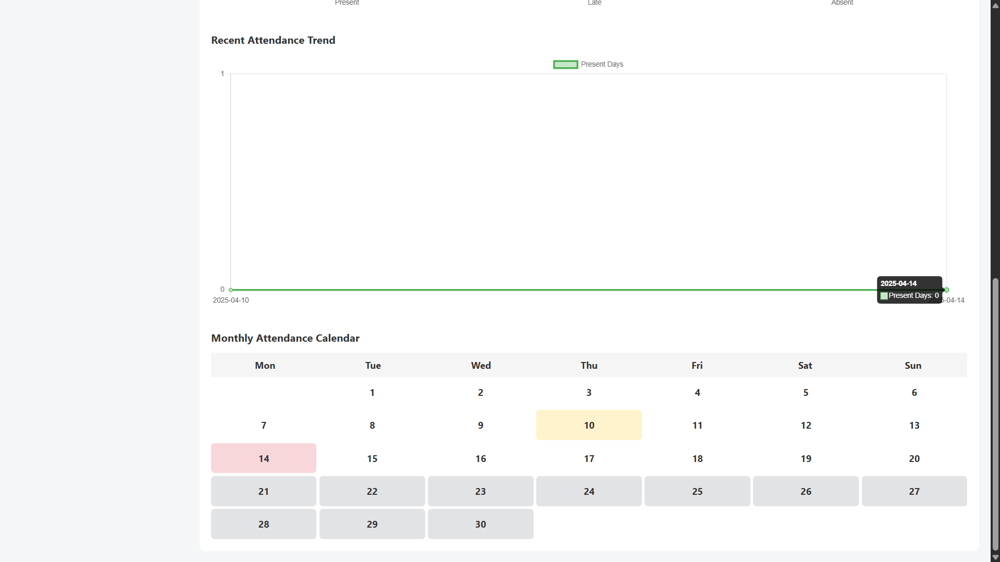 Present Late Absent
Recent Attendance Trend
Present Days
1
0
2025-04-10
2025-04-14
Present Days: 0
2025-04-14
Monthly Attendance Calendar
Mon Tue Wed Thu Fri Sat Sun
1 2 3 4 5 6
7 8 9 10 11 12 13
14 15 16 17 18 19 20
21 22 23 24 25 26 27
28 29 30